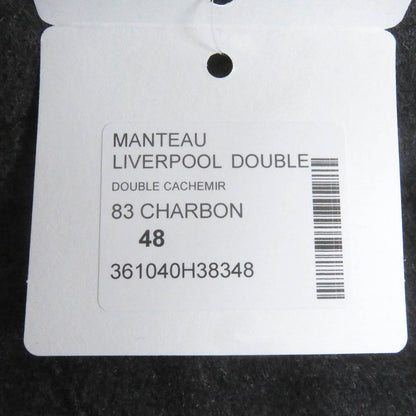 MANTEAU
LIVERPOOL DOUBLE
DOUBLE CACHEMIR
83 CHARBON
48
361040H38348